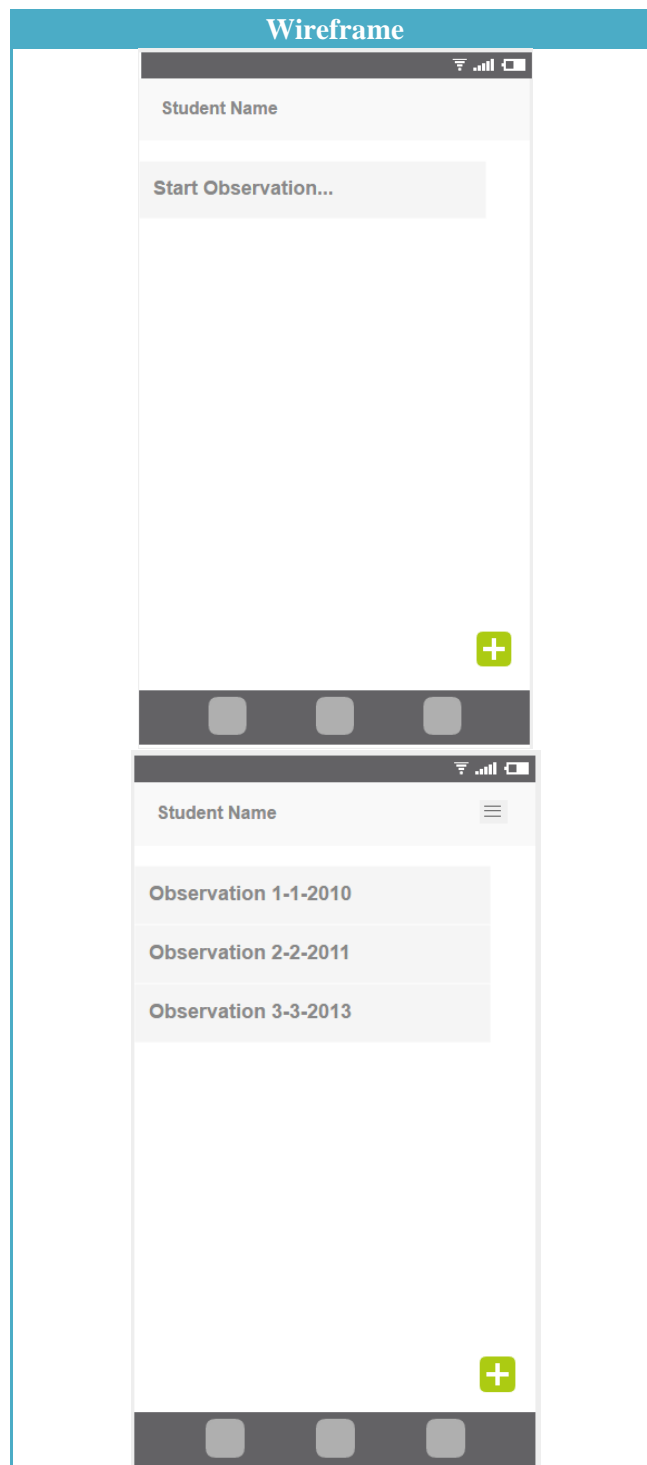 Wireframe
Student Name
Start Observation...
Student Name
Observation 1-1-2010
Observation 2-2-2011
Observation 3-3-2013